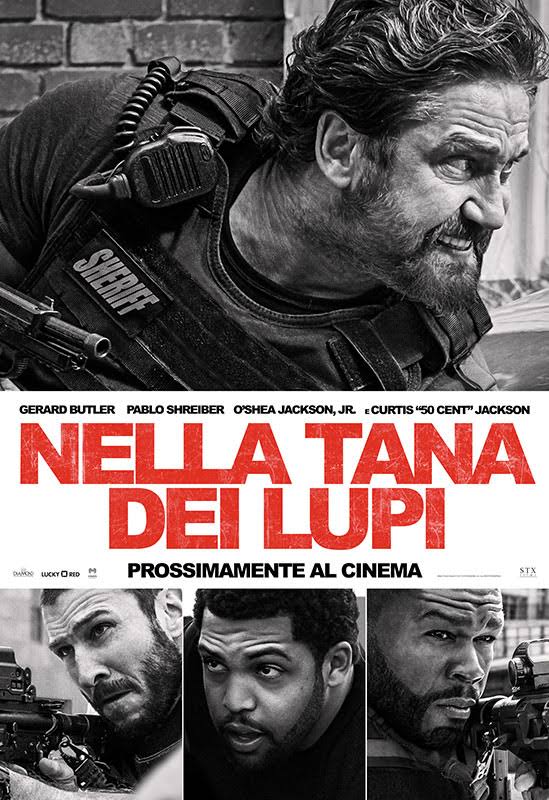 SHERIFF
GERARD BUTLER PABLO SHREIBER O'SHEA JACKSON, JR. E CURTIS "50 CENT" JACKSON
NELLA TANA
DEI LUPI
DIAMOND LUCKY RED STX
PROSSIMAMENTE AL CINEMA